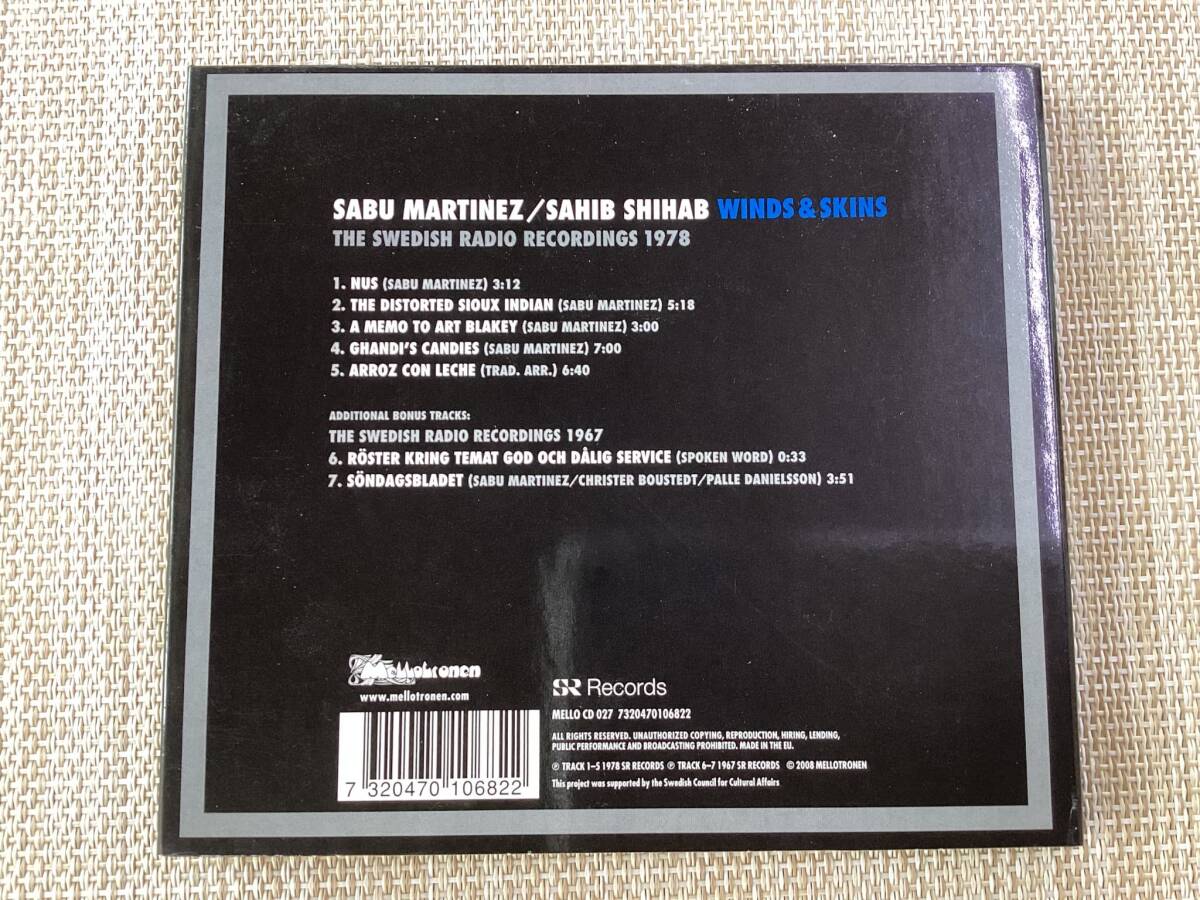 SABU MARTINEZ/SAHIB SHIHAB WINDS & SKINS
THE SWEDISH RADIO RECORDINGS 1978
1. NUS (SABU MARTINEZ) 3:12
2. THE DISTORTED SIOUX INDIAN (SABU MARTINEZ) 5:18
3. A MEMO TO ART BLAKEY (SABU MARTINEZ) 3:00
4. GHANDI'S CANDIES (SABU MARTINEZ) 7:00
5. ARROZ CON LECHE (TRAD. ARR.) 6:40
ADDITIONAL BONUS TRACKS:
THE SWEDISH RADIO RECORDINGS 1967
6. RÖSTER KRING TEMAT GOD OCH DÅLIG SERVICE (SPOKEN WORD) 0:33
7. SÖNDAGSBLADET (SABU MARTINEZ/CHRISTER BOUSTEDT/PALLE DANIELSSON) 3:51
Mellotronen
www.mellotronen.com
7 320470 106822
SR Records
MELLO CD 027 7320470106822
ALL RIGHTS RESERVED. UNAUTHORIZED COPYING, REPRODUCTION, HIRING, LENDING,
PUBLIC PERFORMANCE AND BROADCASTING PROHIBITED. MADE IN THE EU.
℗ TRACK 1–5 1978 SR RECORDS ℗ TRACK 6–7 1967 SR RECORDS © 2008 MELLOTRONEN
This project was supported by the Swedish Council for Cultural Affairs